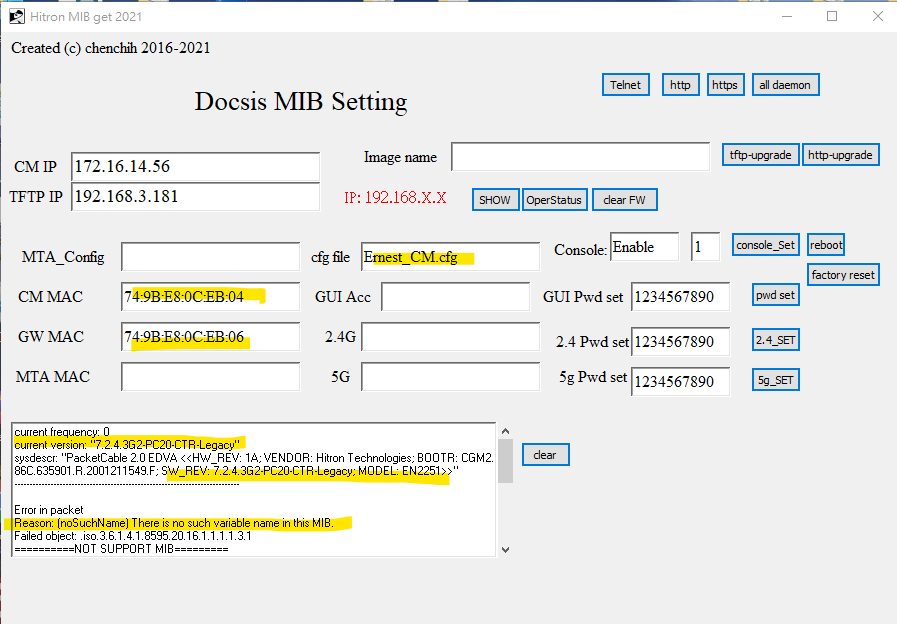 Hitron MIB get 2021
Created (c) chenchih 2016-2021
Telnet http https all daemon
Docsis MIB Setting
Image name tftp-upgrade http-upgrade
CM IP 172.16.14.56
TFTP IP 192.168.3.181 IP: 192.168.X.X SHOW OperStatus clear FW
MTA_Config cfg file Ernest_CM.cfg Console: Enable 1 console_Set reboot
factory reset
CM MAC 74:9B:E8:0C:EB:04 GUI Acc GUI Pwd set 1234567890 pwd set
GW MAC 74:9B:E8:0C:EB:06 2.4G 2.4 Pwd set 1234567890 2.4_SET
MTA MAC 5G 5g Pwd set 1234567890 5g_SET
current frequency: 0
current version: "7.2.4.3G2-PC20-CTR-Legacy"
sysdescr: "PacketCable 2.0 EDVA <<HW_REV: 1A; VENDOR: Hitron Technologies; BOOTR: CGM2.
86C.635901.R.2001211549.F; SW_REV: 7.2.4.3G2-PC20-CTR-Legacy; MODEL: EN2251>>"
clear
Error in packet
Reason: (noSuchName) There is no such variable name in this MIB.
Failed object: .iso.3.6.1.4.1.8595.20.16.1.1.1.1.3.1
==========NOT SUPPORT MIB=========